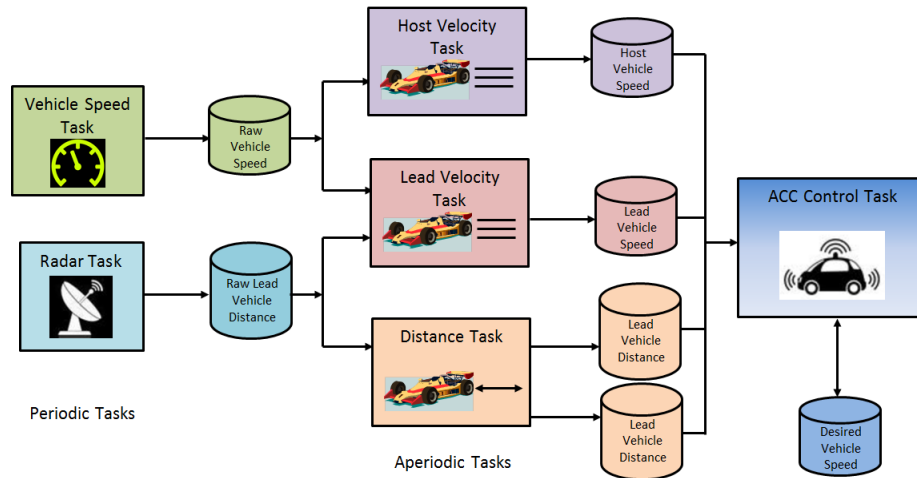 Host Velocity
Task
Host
Vehicle
Speed
Vehicle Speed
Task
Raw
Vehicle
Speed
Lead Velocity
Task
Lead
Vehicle
Speed
ACC Control Task
Radar Task
Raw Lead
Vehicle
Distance
Distance Task
Lead
Vehicle
Distance
Lead
Vehicle
Distance
Desired
Vehicle
Speed
Periodic Tasks
Aperiodic Tasks